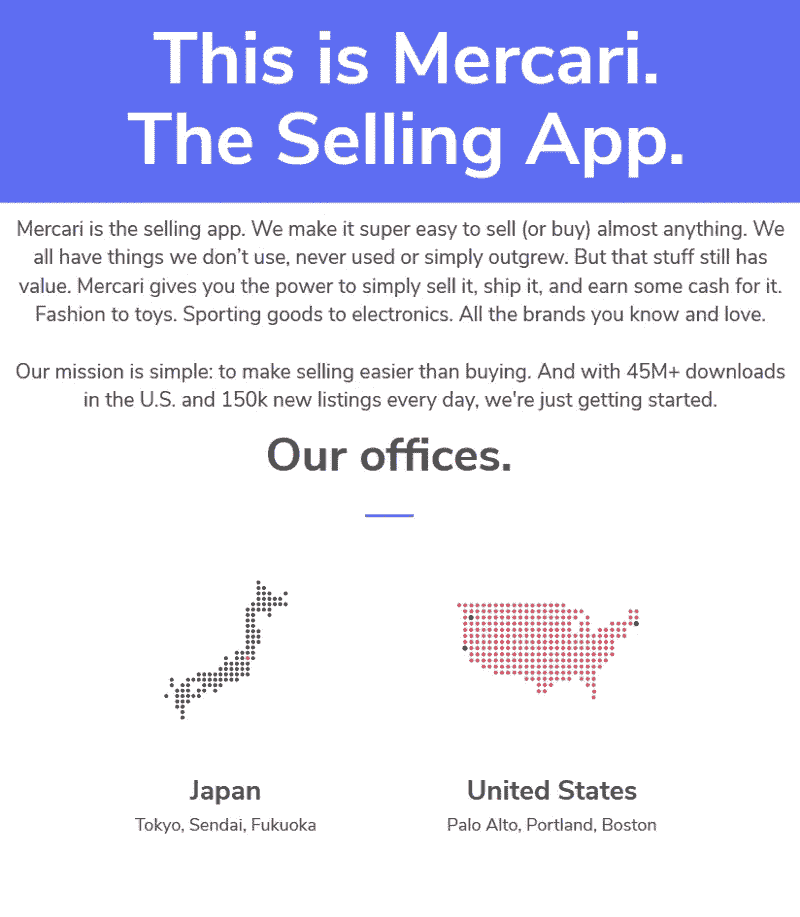 This is Mercari.
The Selling App.
Mercari is the selling app. We make it super easy to sell (or buy) almost anything. We
all have things we don’t use, never used or simply outgrew. But that stuff still has
value. Mercari gives you the power to simply sell it, ship it, and earn some cash for it.
Fashion to toys. Sporting goods to electronics. All the brands you know and love.
Our mission is simple: to make selling easier than buying. And with 45M+ downloads
in the U.S. and 150k new listings every day, we're just getting started.
Our offices.
Japan
Tokyo, Sendai, Fukuoka
United States
Palo Alto, Portland, Boston